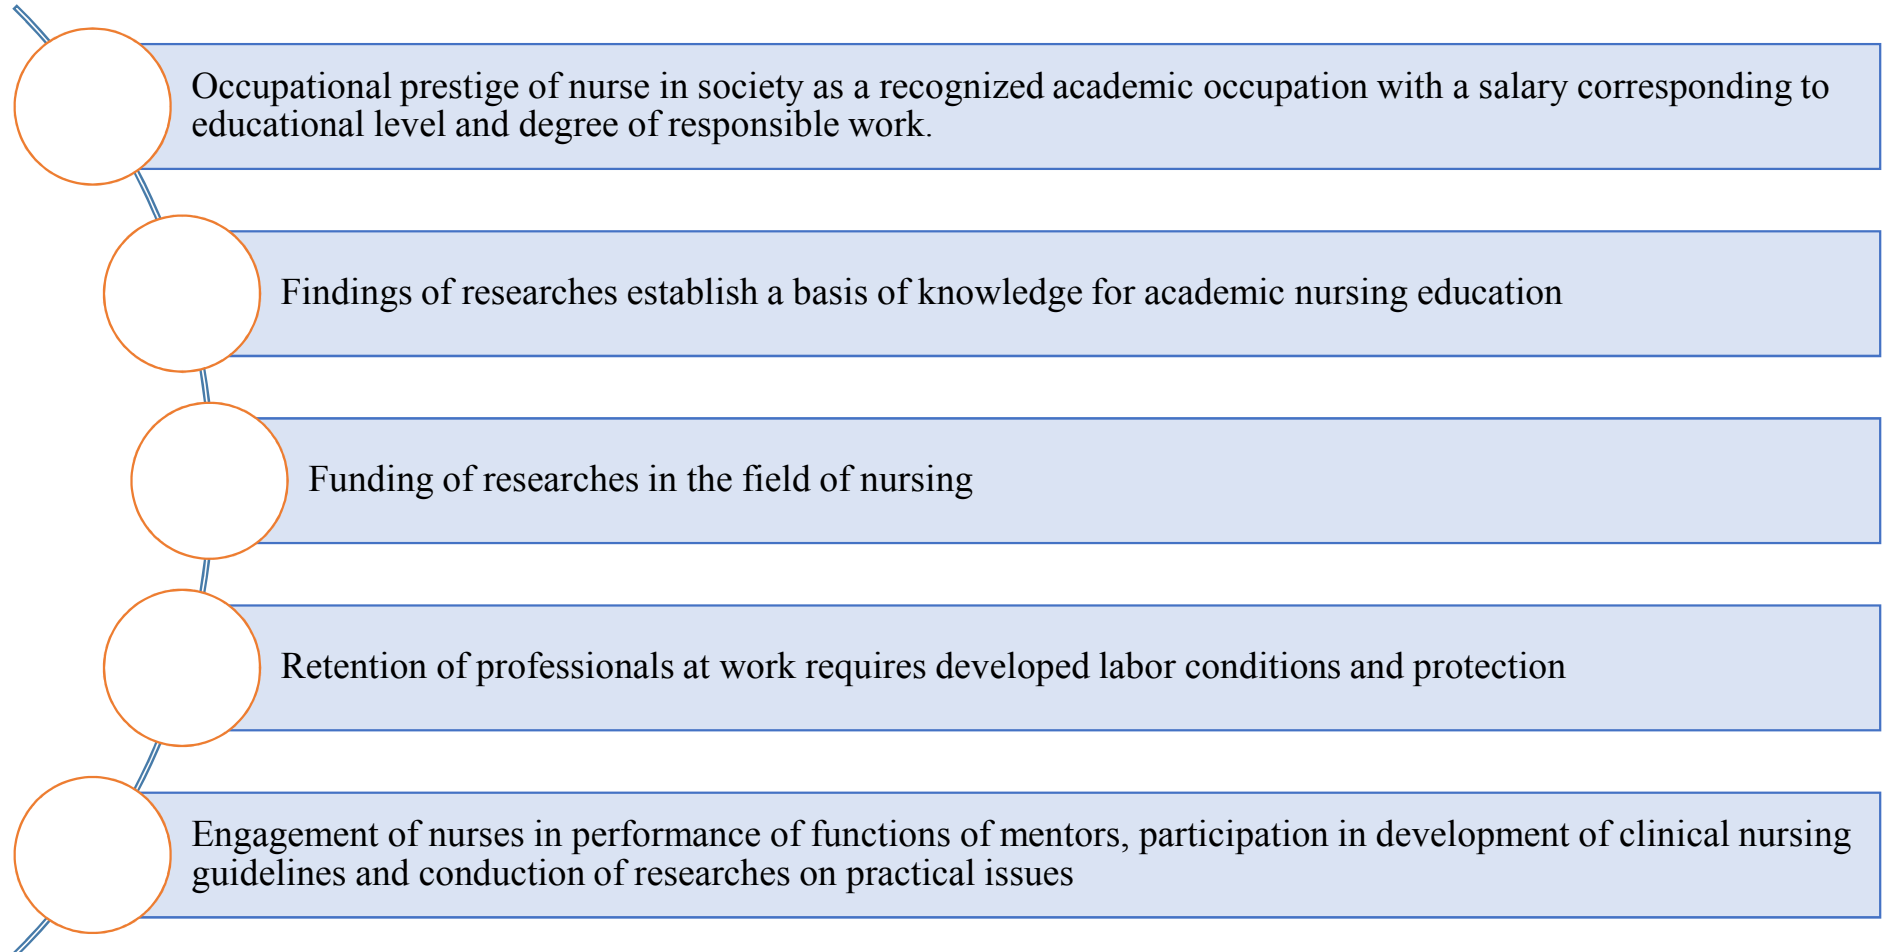 Occupational prestige of nurse in society as a recognized academic occupation with a salary corresponding to
educational level and degree of responsible work.
Findings of researches establish a basis of knowledge for academic nursing education
Funding of researches in the field of nursing
Retention of professionals at work requires developed labor conditions and protection
Engagement of nurses in performance of functions of mentors, participation in development of clinical nursing
guidelines and conduction of researches on practical issues